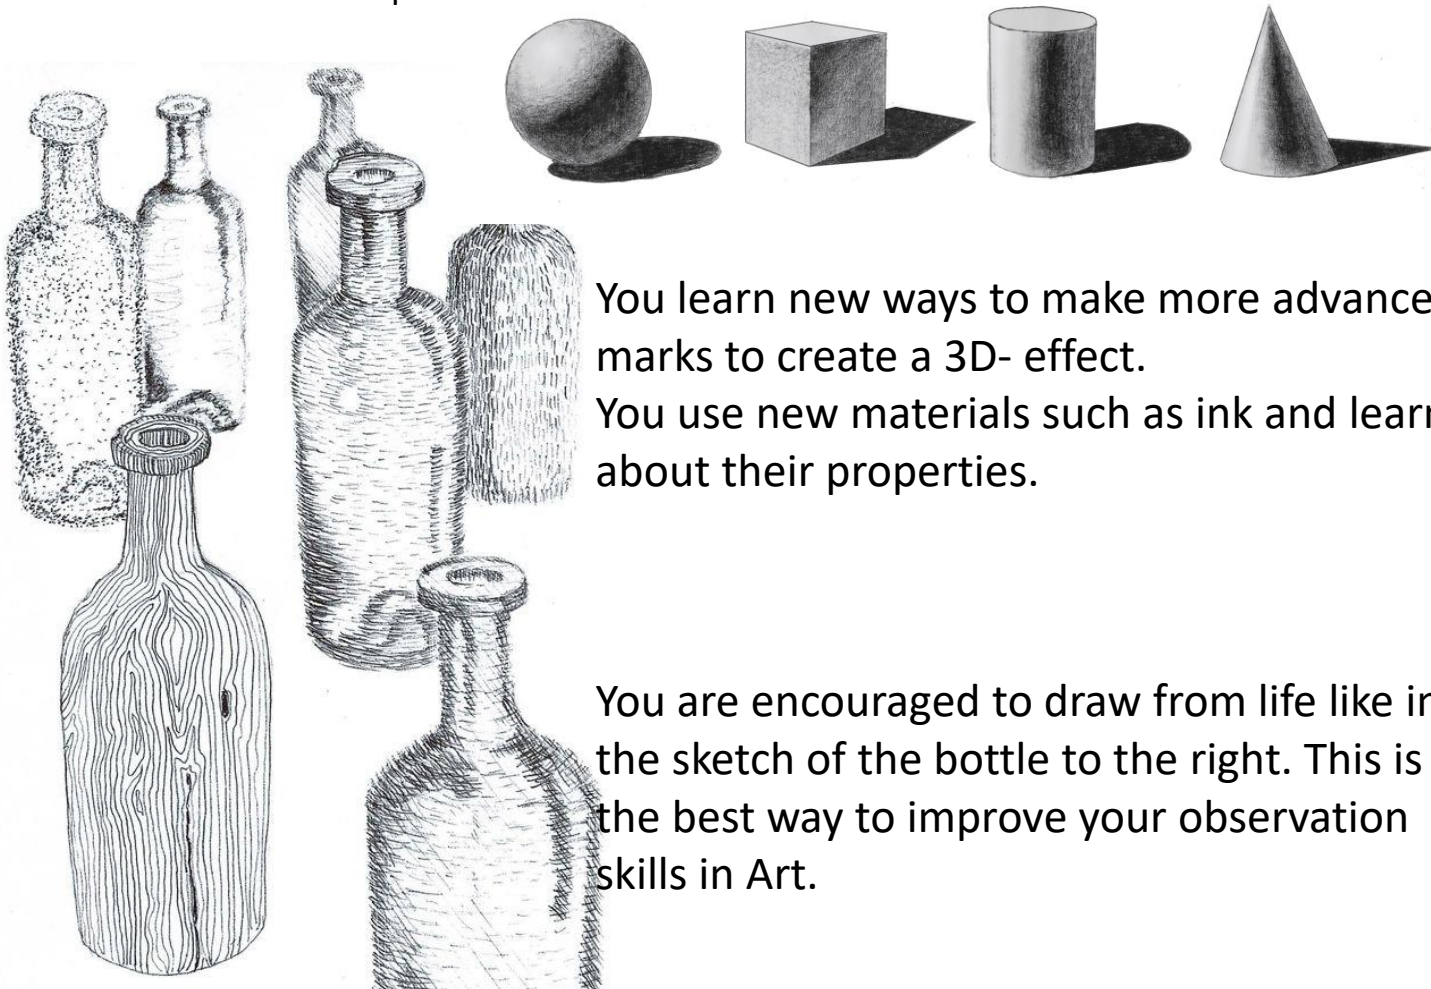 You learn new ways to make more advance
marks to create a 3D- effect.
You use new materials such as ink and learn
about their properties.
You are encouraged to draw from life like in
the sketch of the bottle to the right. This is
the best way to improve your observation
skills in Art.